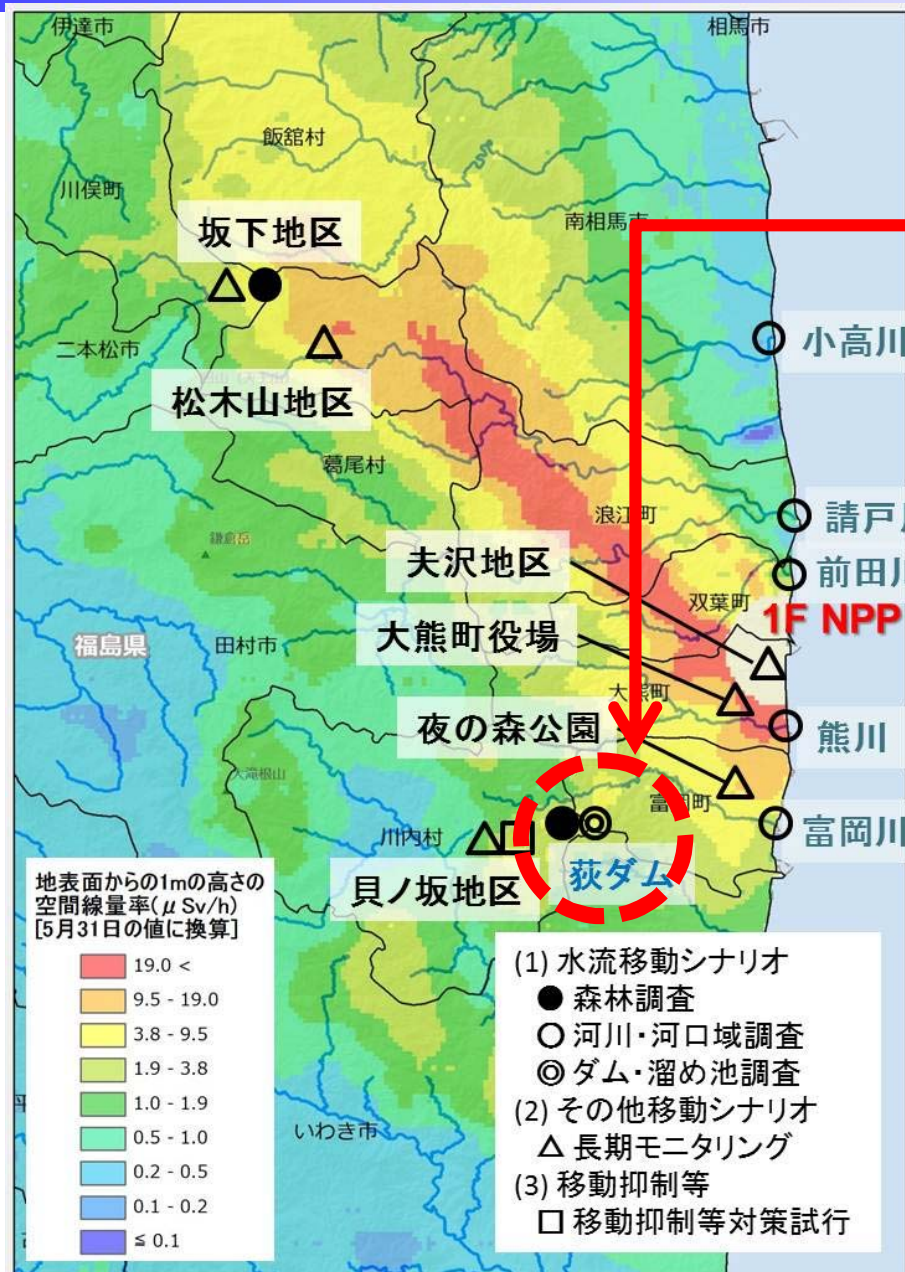 伊達市
相馬市
飯舘村
川俣町
南相馬市
坂下地区
二本松市
小高川
松木山地区
葛尾村
浪江町
請戸
鎌倉岳
夫沢地区
前田川
双葉町
1F NPP
福島県
田村市
大熊町役場
大熊町
夜の森公園
熊川
大滝根山
富岡町
川内村
富岡川
荻ダム
貝ノ坂地区
地表面からの1mの高さの
空間線量率(μSv/h)
[5月31日の値に換算]
19.0 <
9.5 - 19.0
3.8 - 9.5
1.9 - 3.8
1.0 - 1.9
0.5 - 1.0
0.2 - 0.5
0.1 - 0.2
≤ 0.1
いわき市
(1) 水流移動シナリオ
● 森林調査
○ 河川・河口域調査
◎ ダム・溜め池調査
(2) その他移動シナリオ
△ 長期モニタリング
(3) 移動抑制等
□ 移動抑制等対策試行